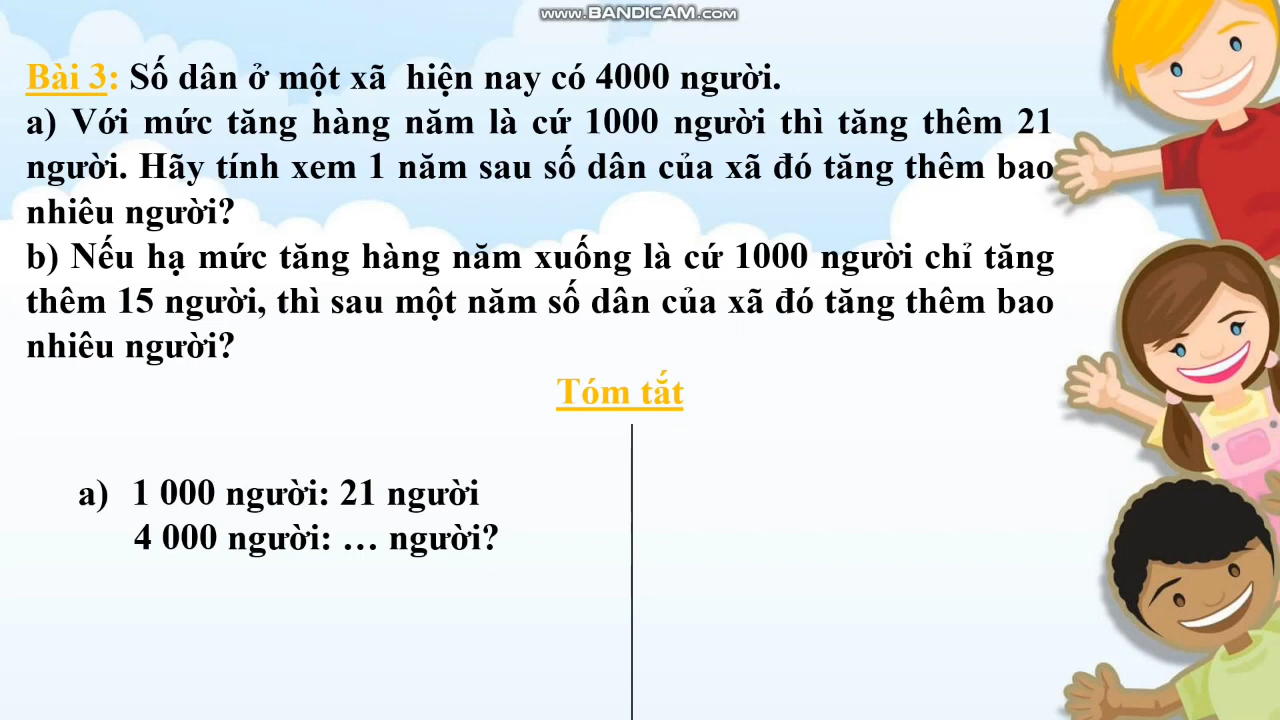 www.BANDICAM.com
Bài 3: Số dân ở một xã hiện nay có 4000 người.
a) Với mức tăng hàng năm là cứ 1000 người thì tăng thêm 21
người. Hãy tính xem 1 năm sau số dân của xã đó tăng thêm bao
nhiêu người?
b) Nếu hạ mức tăng hàng năm xuống là cứ 1000 người chỉ tăng
thêm 15 người, thì sau một năm số dân của xã đó tăng thêm bao
nhiêu người?
Tóm tắt
a) 1 000 người: 21 người
4 000 người: … người?